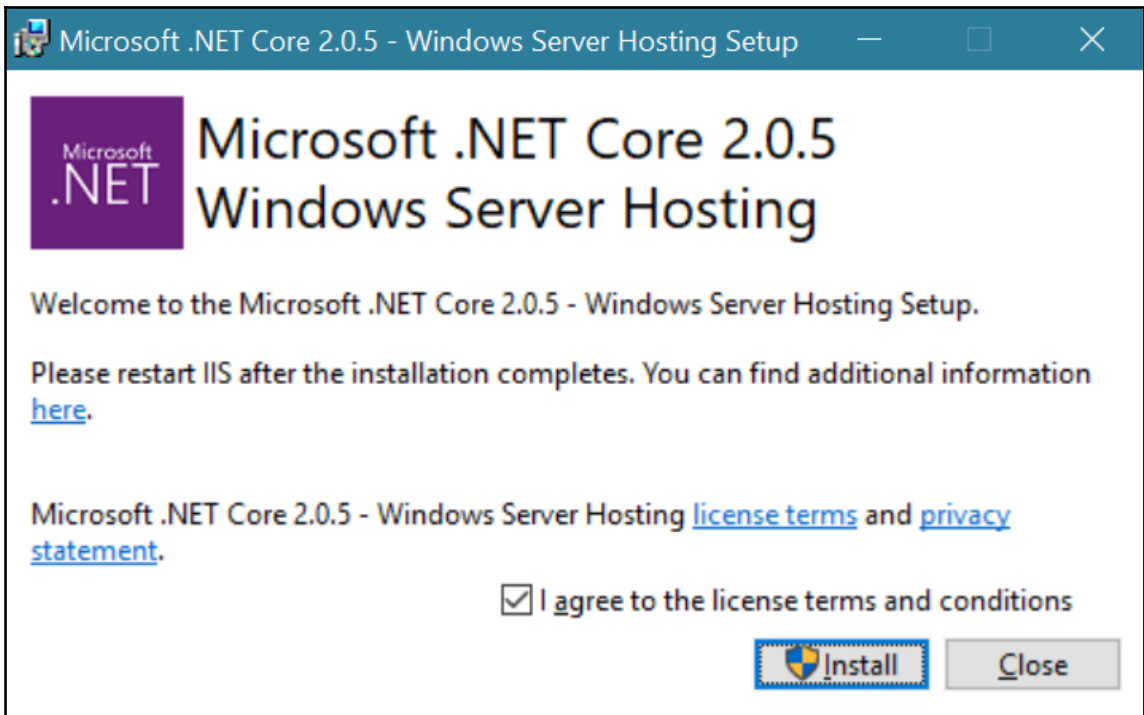 Microsoft .NET Core 2.0.5 - Windows Server Hosting Setup
Microsoft
.NET
Microsoft .NET Core 2.0.5
Windows Server Hosting
Welcome to the Microsoft .NET Core 2.0.5 - Windows Server Hosting Setup.
Please restart IIS after the installation completes. You can find additional information
here.
Microsoft .NET Core 2.0.5 - Windows Server Hosting license terms and privacy
statement.
I agree to the license terms and conditions
Install
Close